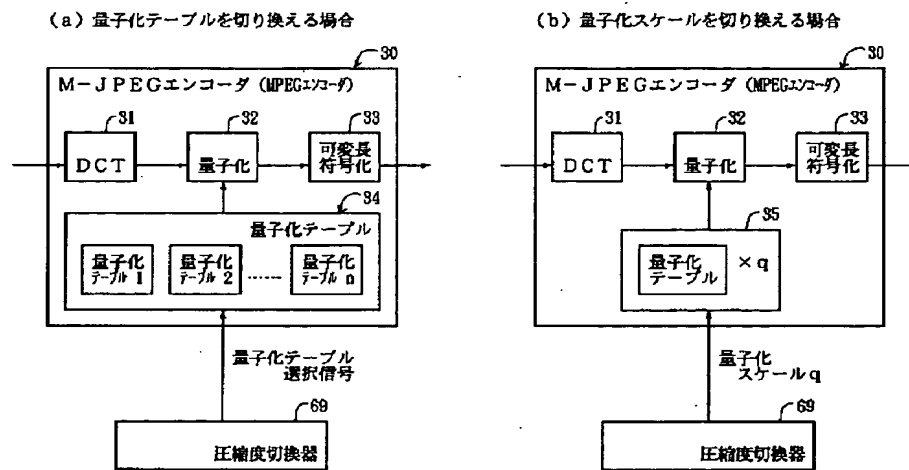 (a) 量子化テーブルを切り換える場合
30
M-JPEGエンコーダ (MPEGエンコーダ)
31
32
33
DCT
量子化
可変長
符号化
34
量子化テーブル
量子化
テーブル 1
量子化
テーブル 2
……
量子化
テーブル n
量子化テーブル
選択信号
69
圧縮度切換器
(b) 量子化スケールを切り換える場合
30
M-JPEGエンコーダ (MPEGエンコーダ)
31
32
33
DCT
量子化
可変長
符号化
35
量子化
テーブル
×q
量子化
スケールq
69
圧縮度切換器